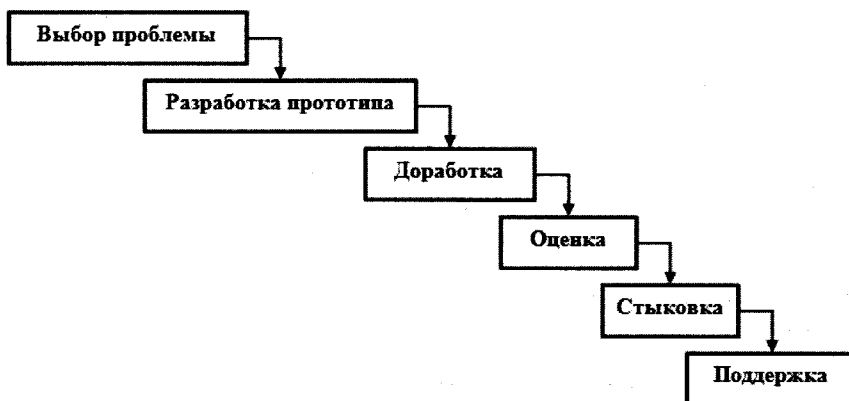 Выбор проблемы
Разработка прототипа
Доработка
Оценка
Стыковка
Поддержка